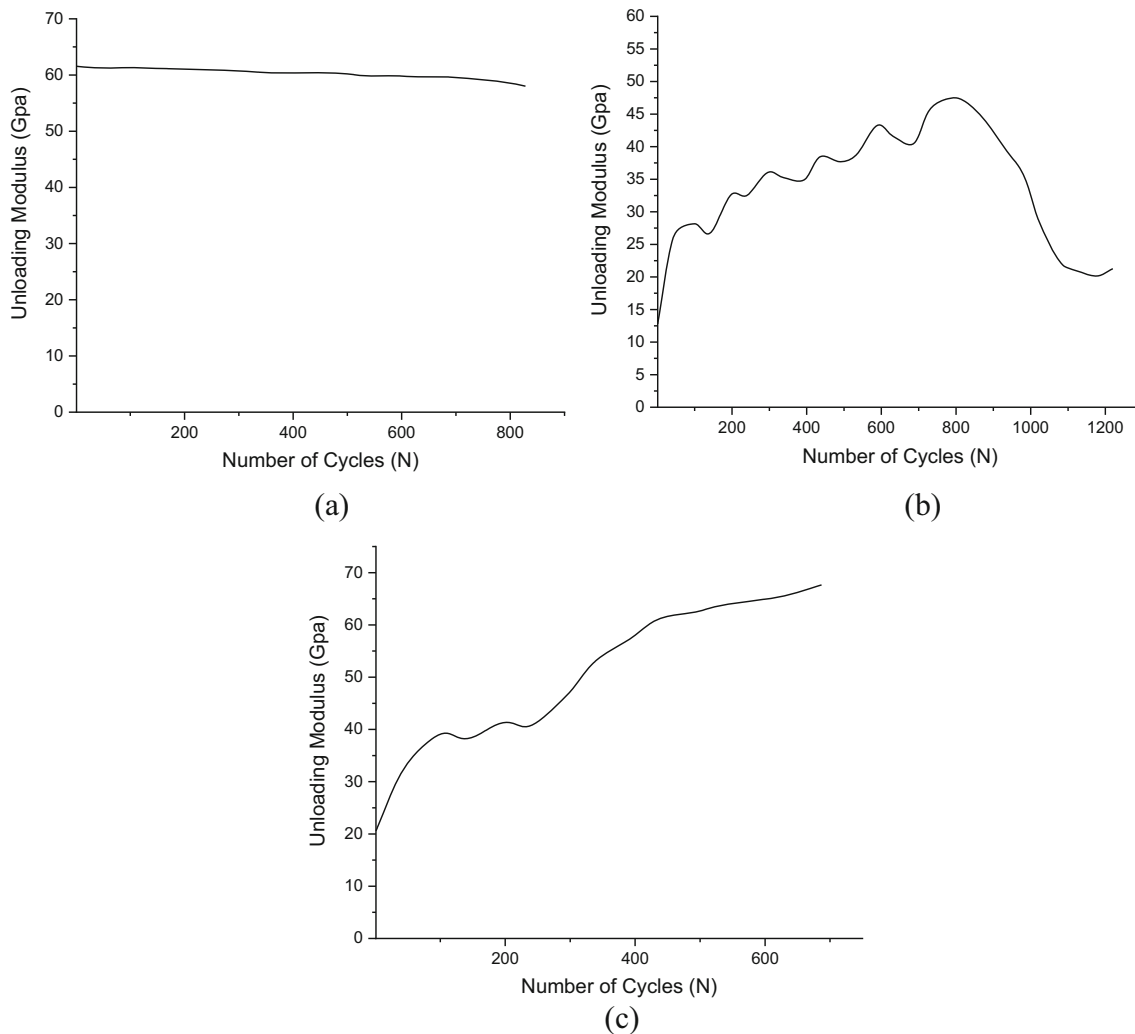 70
60
50
40
30
20
10
0
Unloading Modulus (Gpa)
200 400 600 800
Number of Cycles (N)
(a)
60
55
50
45
40
35
30
25
20
15
10
5
0
Unloading Modulus (Gpa)
200 400 600 800 1000 1200
Number of Cycles (N)
(b)
70
60
50
40
30
20
10
0
Unloading Modulus (Gpa)
200 400 600
Number of Cycles (N)
(c)